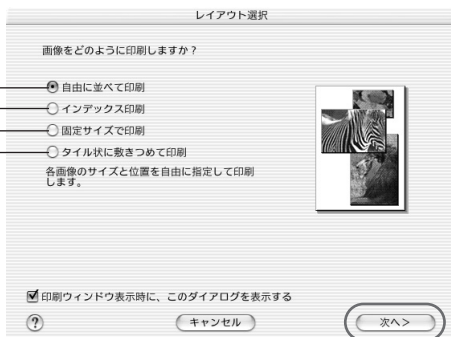 レイアウト選択
画像をどのように印刷しますか？
自由に並べて印刷
インデックス印刷
固定サイズで印刷
タイル状に敷きつめて印刷
各画像のサイズと位置を自由に指定して印刷
します。
印刷ウィンドウ表示時に、このダイアログを表示する
?
キャンセル
次へ>